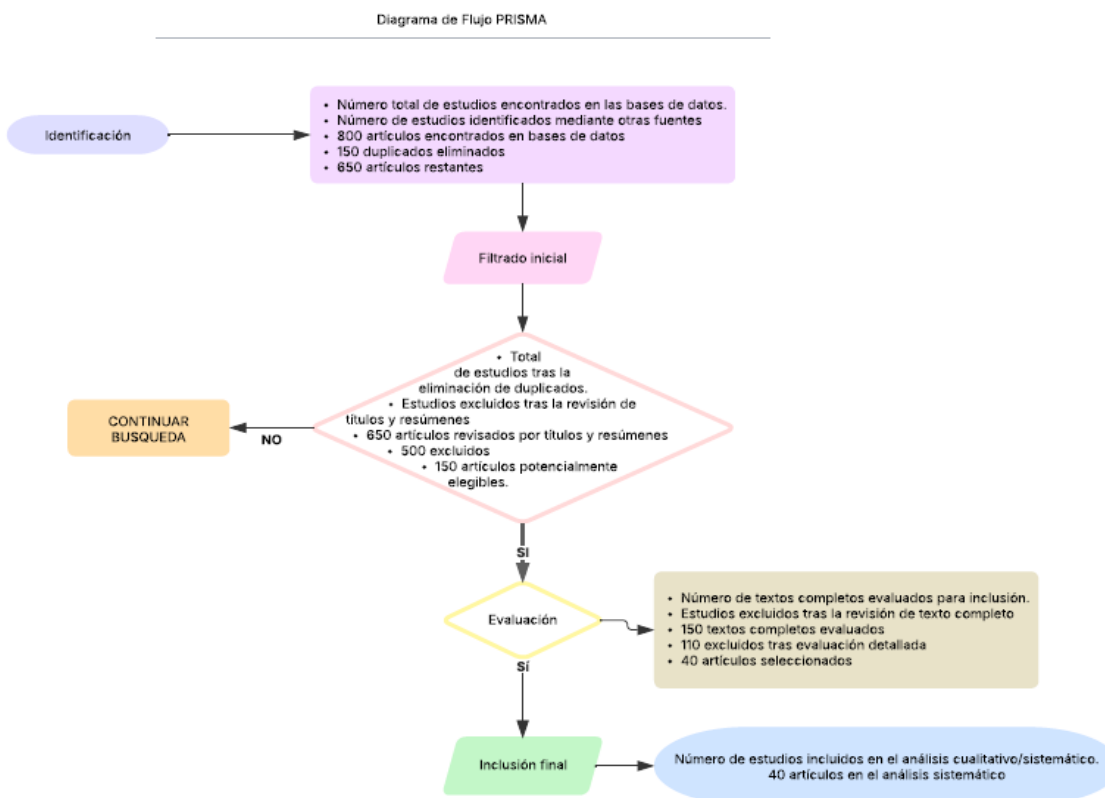 Diagrama de Flujo PRISMA
Identificación
• Número total de estudios encontrados en las bases de datos.
• Número de estudios identificados mediante otras fuentes
• 800 artículos encontrados en bases de datos
• 150 duplicados eliminados
• 650 artículos restantes
Filtrado inicial
• Total
de estudios tras la
eliminación de duplicados.
• Estudios excluidos tras la revisión de
títulos y resúmenes
• 650 artículos revisados por títulos y resúmenes
• 500 excluidos
• 150 artículos potencialmente
elegibles.
NO
CONTINUAR
BUSQUEDA
SI
Evaluación
• Número de textos completos evaluados para inclusión.
• Estudios excluidos tras la revisión de texto completo
• 150 textos completos evaluados
• 110 excluidos tras evaluación detallada
• 40 artículos seleccionados
Sí
Inclusión final
Número de estudios incluidos en el análisis cualitativo/sistemático.
40 artículos en el análisis sistemático